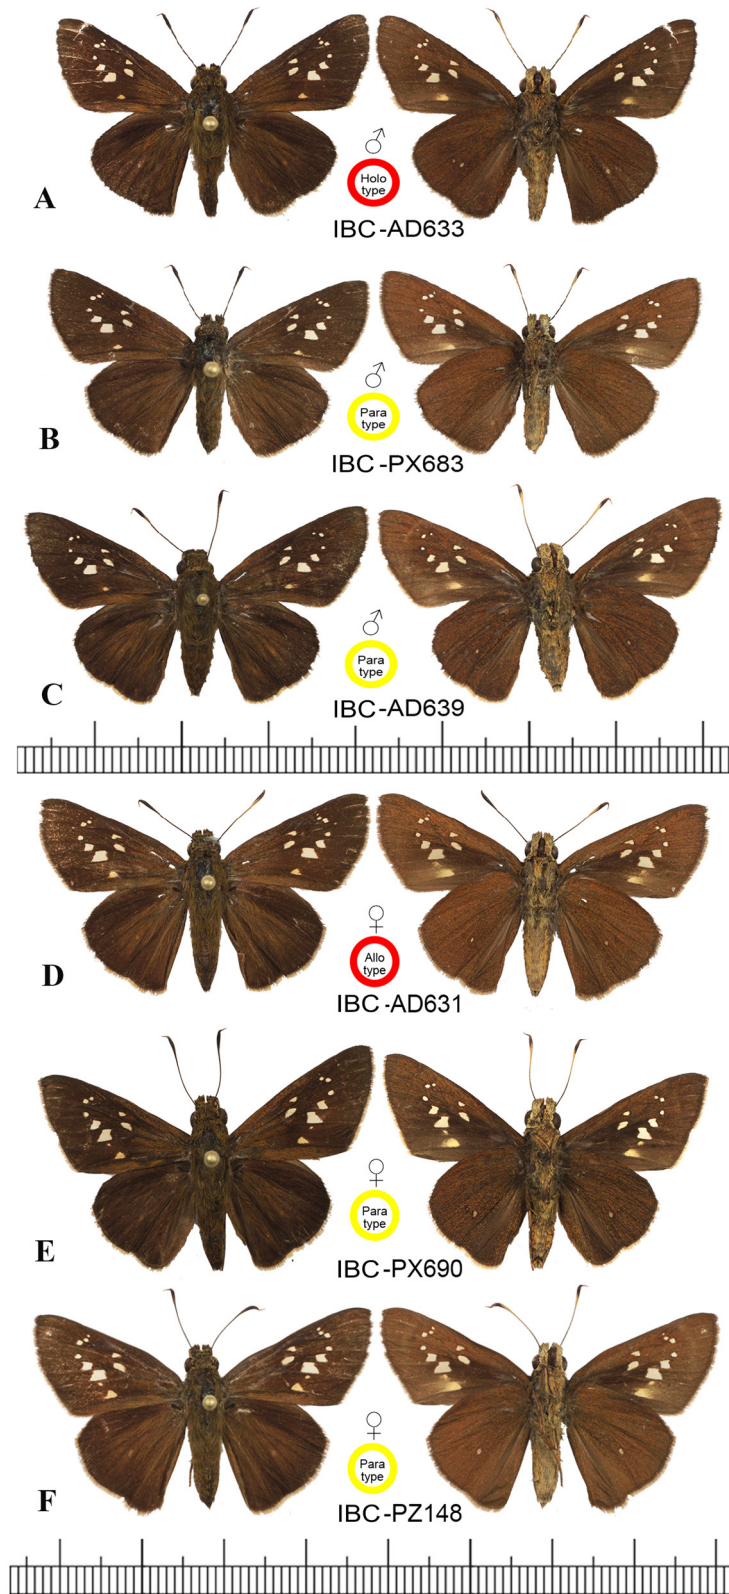 ♂
Holo
type
A
IBC-AD633
♂
Para
type
B
IBC-PX683
♂
Para
type
C
IBC-AD639
♀
Allo
type
D
IBC-AD631
♀
Para
type
E
IBC-PX690
♀
Para
type
F
IBC-PZ148